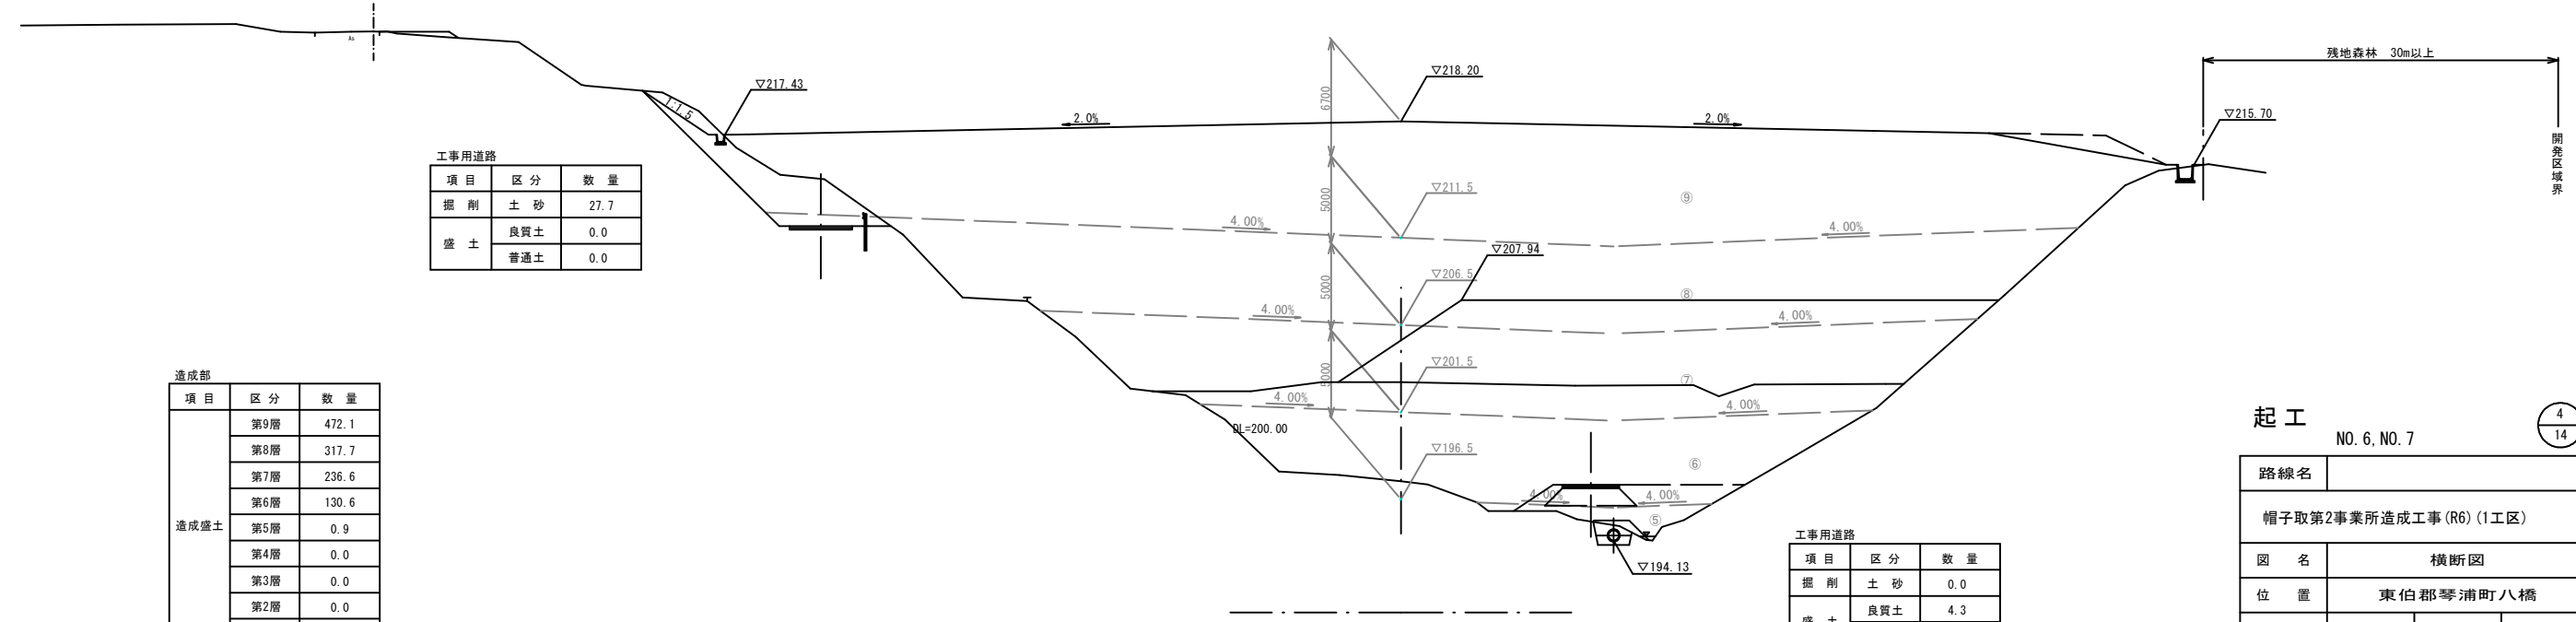 As
▽217.43
1:1.5
2.0%
▽218.20
2.0%
残地森林 30m以上
▽215.70
開発区域界
6700
5000
5000
5000
工事用道路
項 目 区 分 数 量
掘 削 土 砂 27.7
盛 土 良質土 0.0
普通土 0.0
▽211.5
⑨
4.00%
4.00%
▽207.94
▽206.5
⑧
4.00%
4.00%
▽201.5
⑦
4.00%
4.00%
DL=200.00
▽196.5
⑥
4.00%
4.00%
⑤
▽194.13
造成部
項 目 区 分 数 量
造成盛土
第9層 472.1
第8層 317.7
第7層 236.6
第6層 130.6
第5層 0.9
第4層 0.0
第3層 0.0
第2層 0.0
工事用道路
項 目 区 分 数 量
掘 削 土 砂 0.0
盛 土 良質土 4.3
起 工
NO.6,NO.7
4
14
路線名
帽子取第2事業所造成工事(R6)(1工区)
図 名 横断図
位 置 東伯郡琴浦町八橋